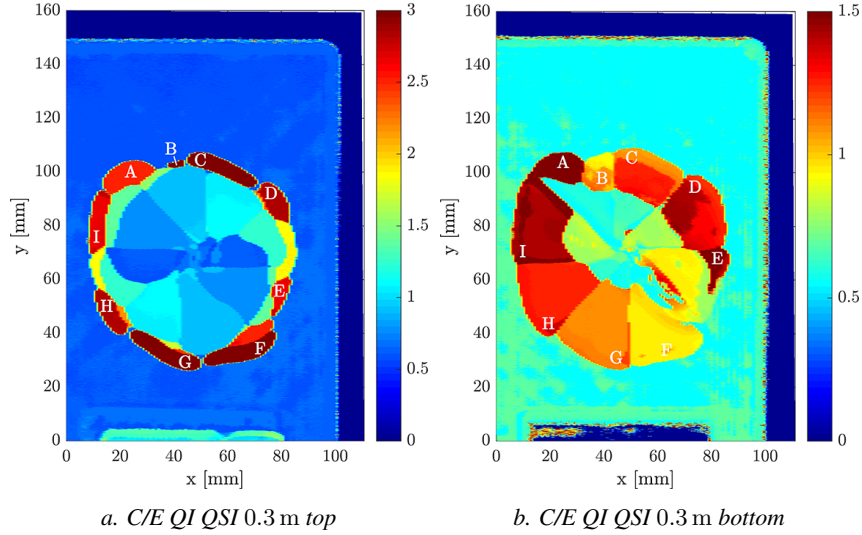 160
140
120
100
80
60
40
20
0
y [mm]
0 20 40 60 80 100
x [mm]
3
2.5
2
1.5
1
0.5
0
A
B
C
D
E
F
G
H
I
a. C/E QI QSI 0.3 m top
160
140
120
100
80
60
40
20
0
y [mm]
0 20 40 60 80 100
x [mm]
1.5
1
0.5
0
A
B
C
D
E
F
G
H
I
b. C/E QI QSI 0.3 m bottom